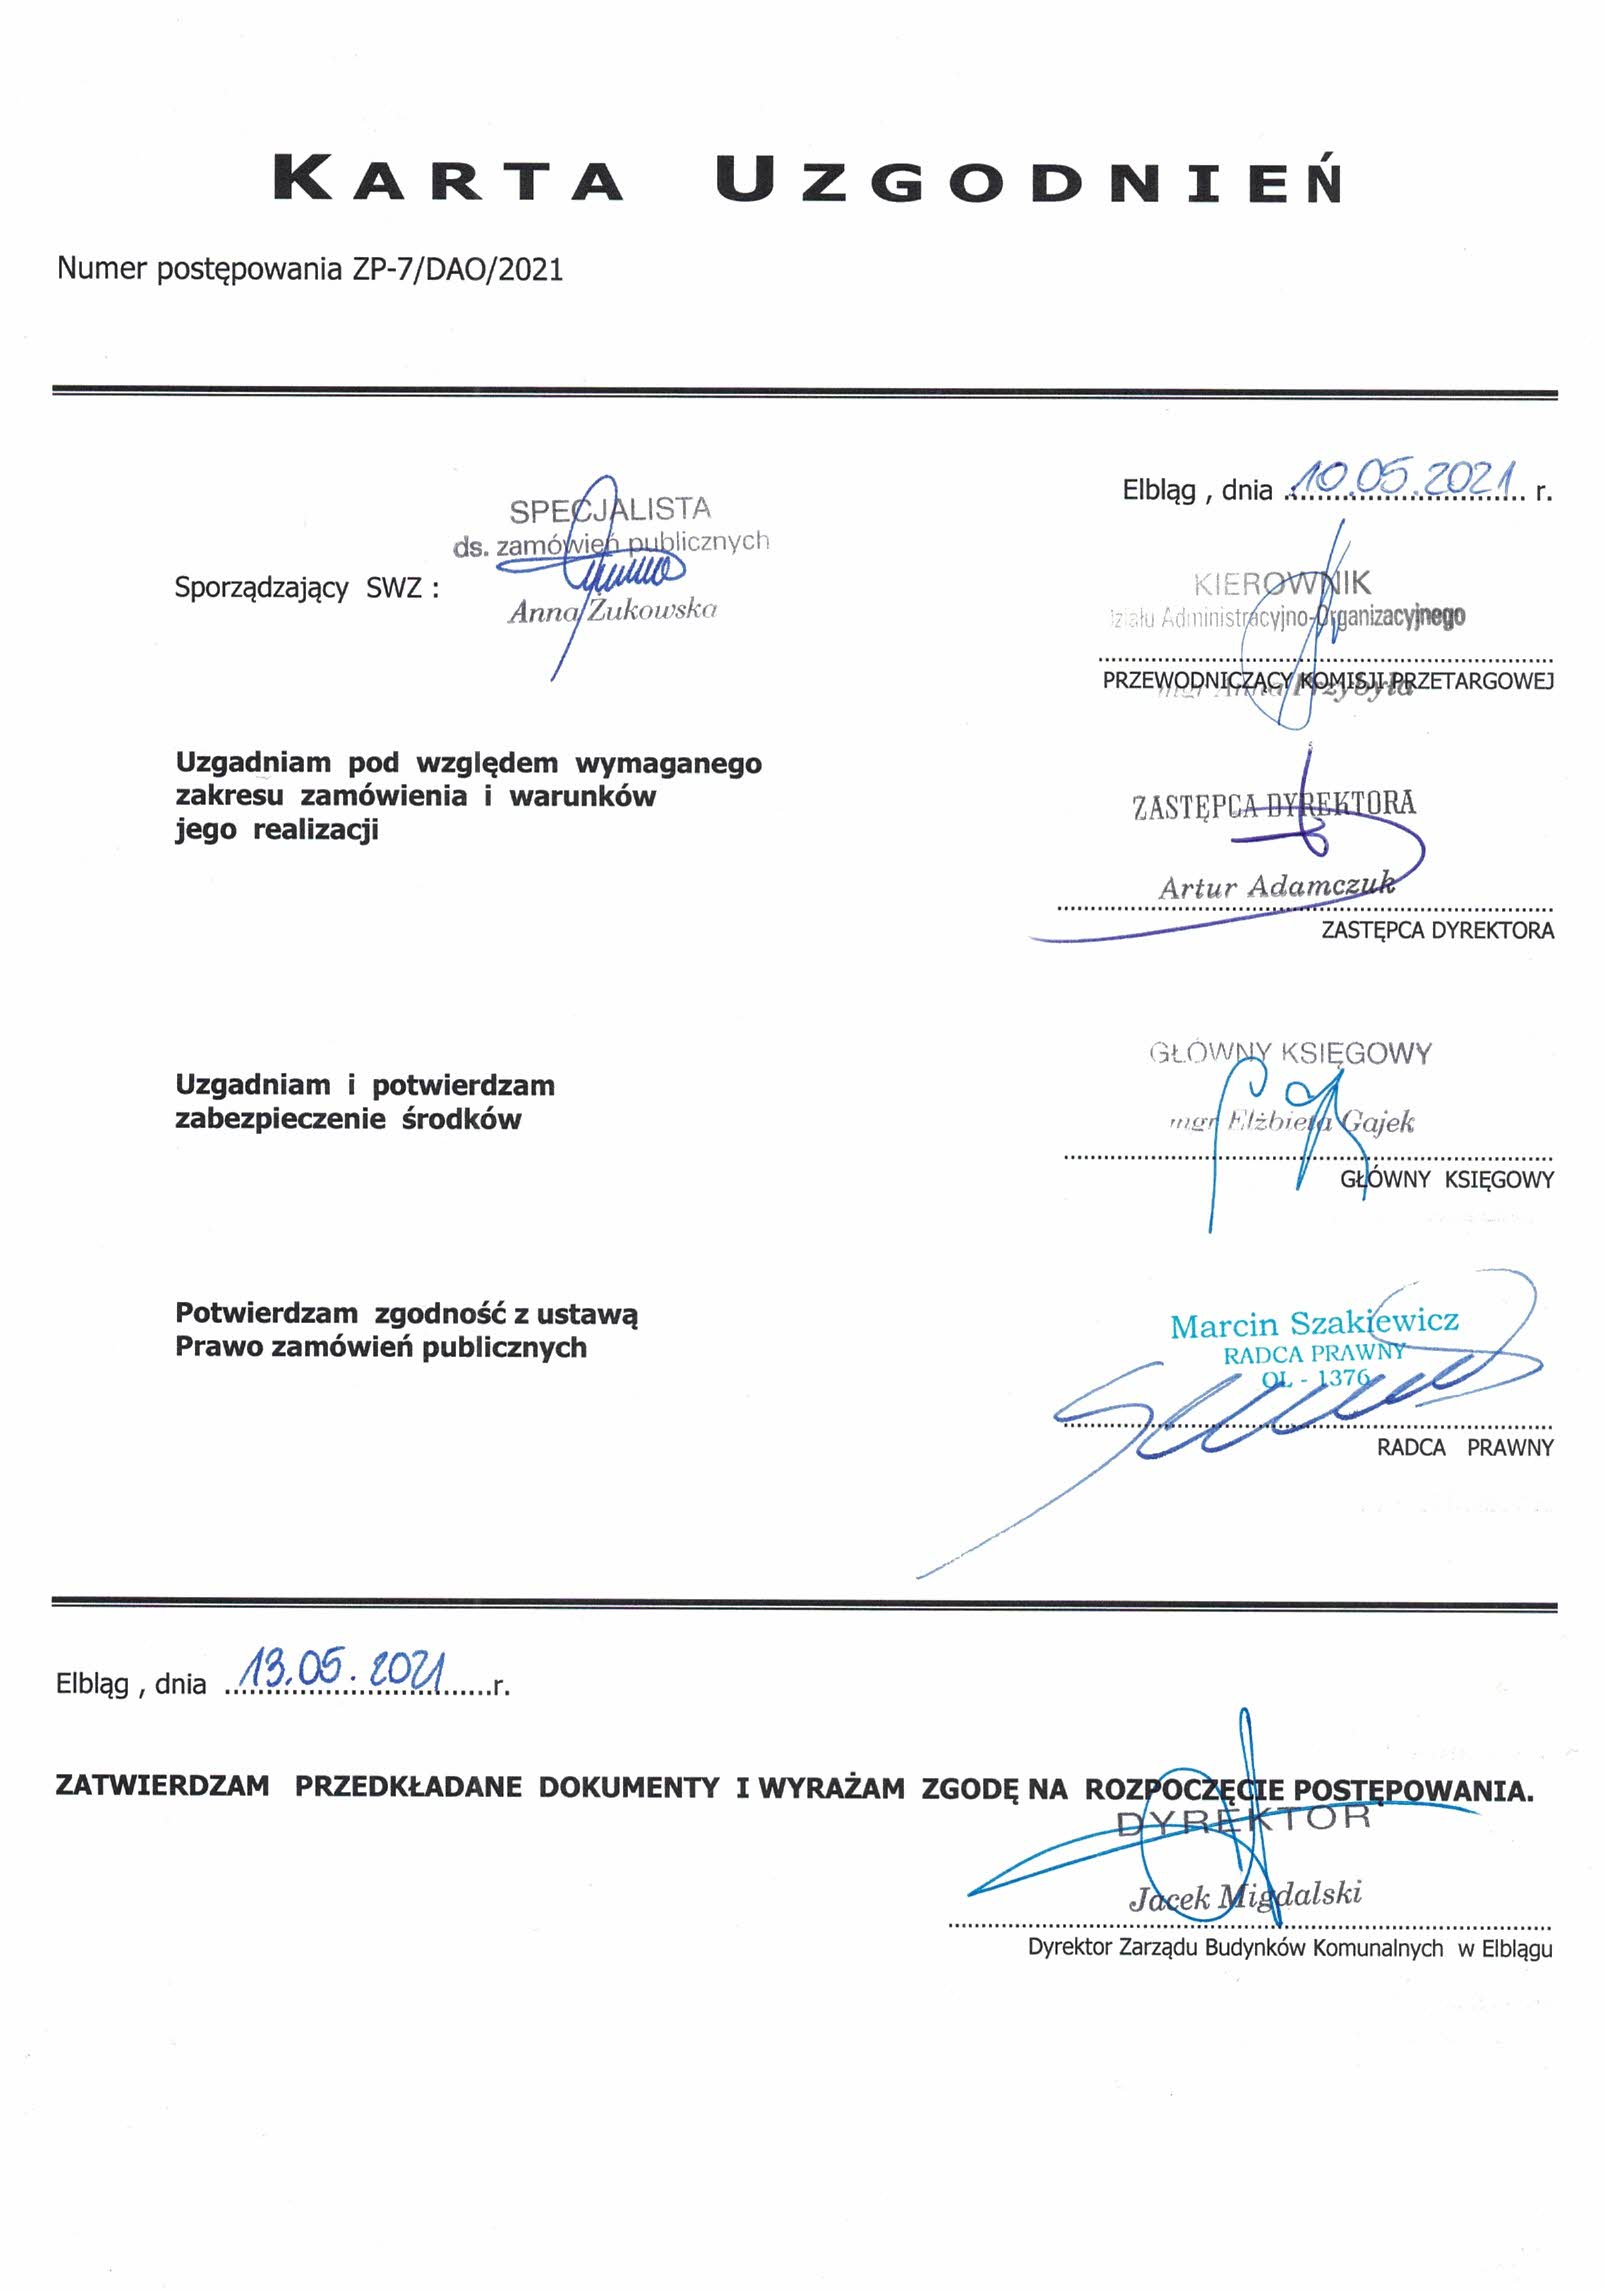 KARTA UZGODNIEŃ
Numer postępowania ZP-7/DAO/2021
Elbląg , dnia 10.05.2021 r.
SPECJALISTA
ds. zamówień publicznych
Sporządzający SWZ :
Anna Żukowska
KIEROWNIK
Działu Administracyjno-Organizacyjnego
PRZEWODNICZĄCY KOMISJI PRZETARGOWEJ
mgr Anna Przybyła
Uzgadniam pod względem wymaganego
zakresu zamówienia i warunków
jego realizacji
ZASTĘPCA DYREKTORA
Artur Adamczuk
ZASTĘPCA DYREKTORA
GŁÓWNY KSIĘGOWY
Uzgadniam i potwierdzam
zabezpieczenie środków
mgr Elżbieta Gajek
GŁÓWNY KSIĘGOWY
Potwierdzam zgodność z ustawą
Prawo zamówień publicznych
Marcin Szakiewicz
RADCA PRAWNY
OL - 1376
RADCA PRAWNY
Elbląg , dnia 13.05.2021 r.
ZATWIERDZAM PRZEDKŁADANE DOKUMENTY I WYRAŻAM ZGODĘ NA ROZPOCZĘCIE POSTĘPOWANIA.
DYREKTOR
Jacek Migdalski
Dyrektor Zarządu Budynków Komunalnych w Elblągu